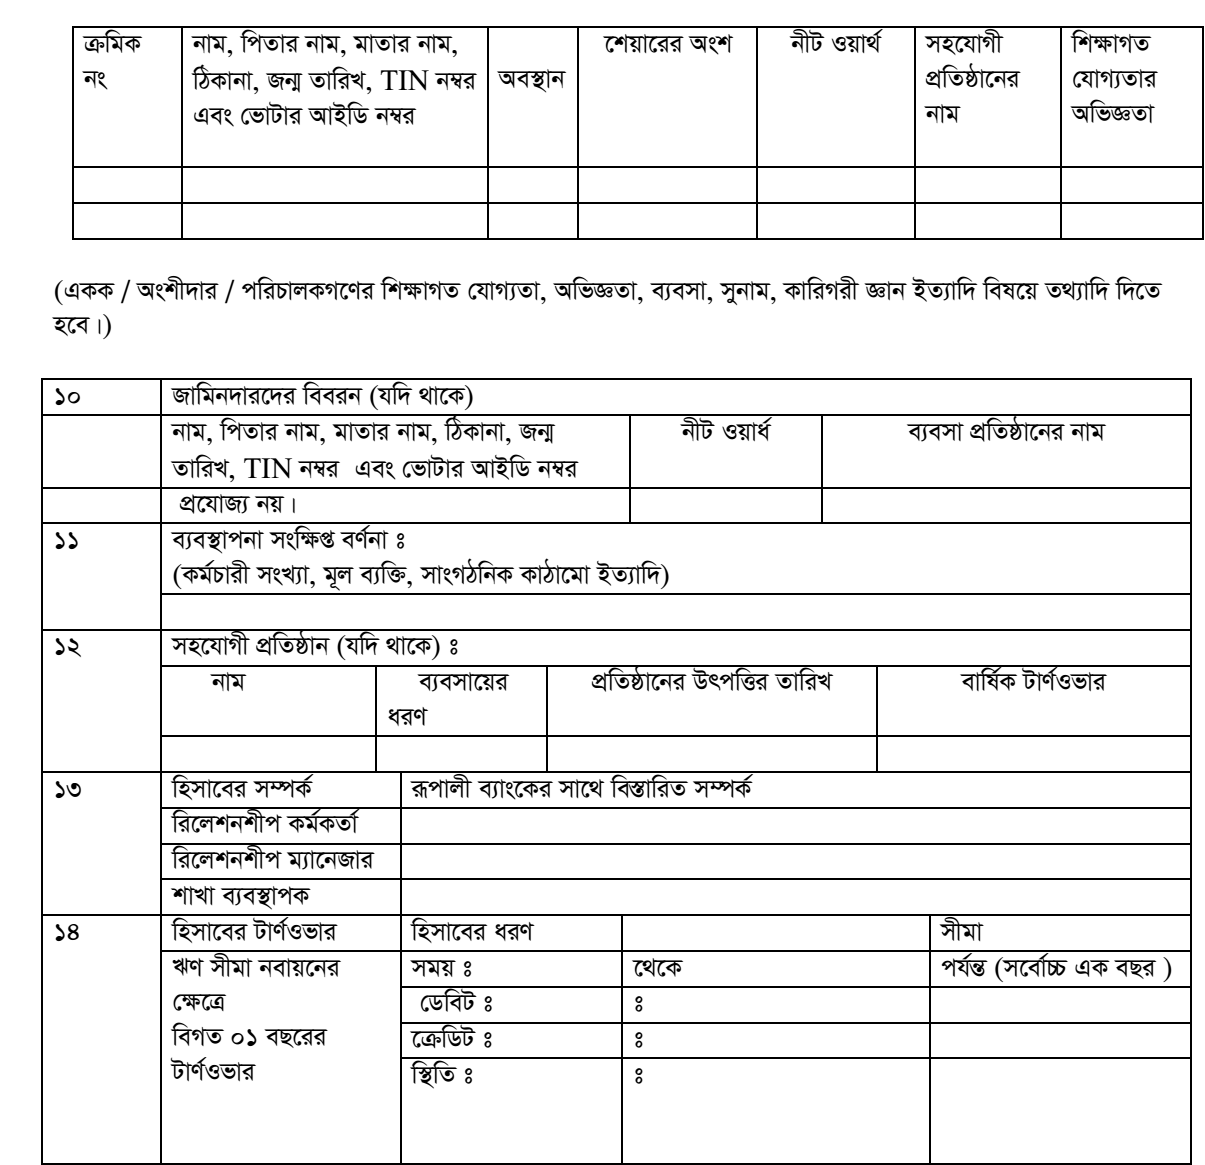 ক্রমিক নং
নাম, পিতার নাম, মাতার নাম, ঠিকানা, জন্ম তারিখ, TIN নম্বর এবং ভোটার আইডি নম্বর
অবস্থান
শেয়ারের অংশ
নীট ওয়ার্থ
সহযোগী প্রতিষ্ঠানের নাম
শিক্ষাগত যোগ্যতার অভিজ্ঞতা
(একক / অংশীদার / পরিচালকগণের শিক্ষাগত যোগ্যতা, অভিজ্ঞতা, ব্যবসা, সুনাম, কারিগরী জ্ঞান ইত্যাদি বিষয়ে তথ্যাদি দিতে
হবে।)
১০ জামিনদারদের বিবরন (যদি থাকে)
নাম, পিতার নাম, মাতার নাম, ঠিকানা, জন্ম
তারিখ, TIN নম্বর এবং ভোটার আইডি নম্বর
নীট ওয়ার্ধ
ব্যবসা প্রতিষ্ঠানের নাম
প্রযোজ্য নয়।
১১ ব্যবস্থাপনা সংক্ষিপ্ত বর্ণনা ঃ
(কর্মচারী সংখ্যা, মূল ব্যক্তি, সাংগঠনিক কাঠামো ইত্যাদি)
১২ সহযোগী প্রতিষ্ঠান (যদি থাকে) ঃ
নাম
ব্যবসায়ের
ধরণ
প্রতিষ্ঠানের উৎপত্তির তারিখ
বার্ষিক টার্ণওভার
১৩ হিসাবের সম্পর্ক রূপালী ব্যাংকের সাথে বিস্তারিত সম্পর্ক
রিলেশনশীপ কর্মকর্তা
রিলেশনশীপ ম্যানেজার
শাখা ব্যবস্থাপক
১৪ হিসাবের টার্ণওভার হিসাবের ধরণ সীমা
ঋণ সীমা নবায়নের
ক্ষেত্রে
বিগত ০১ বছরের
টার্ণওভার
সময় ঃ থেকে পর্যন্ত (সর্বোচ্চ এক বছর )
ডেবিট ঃ ঃ
ক্রেডিট ঃ ঃ
স্থিতি ঃ ঃ